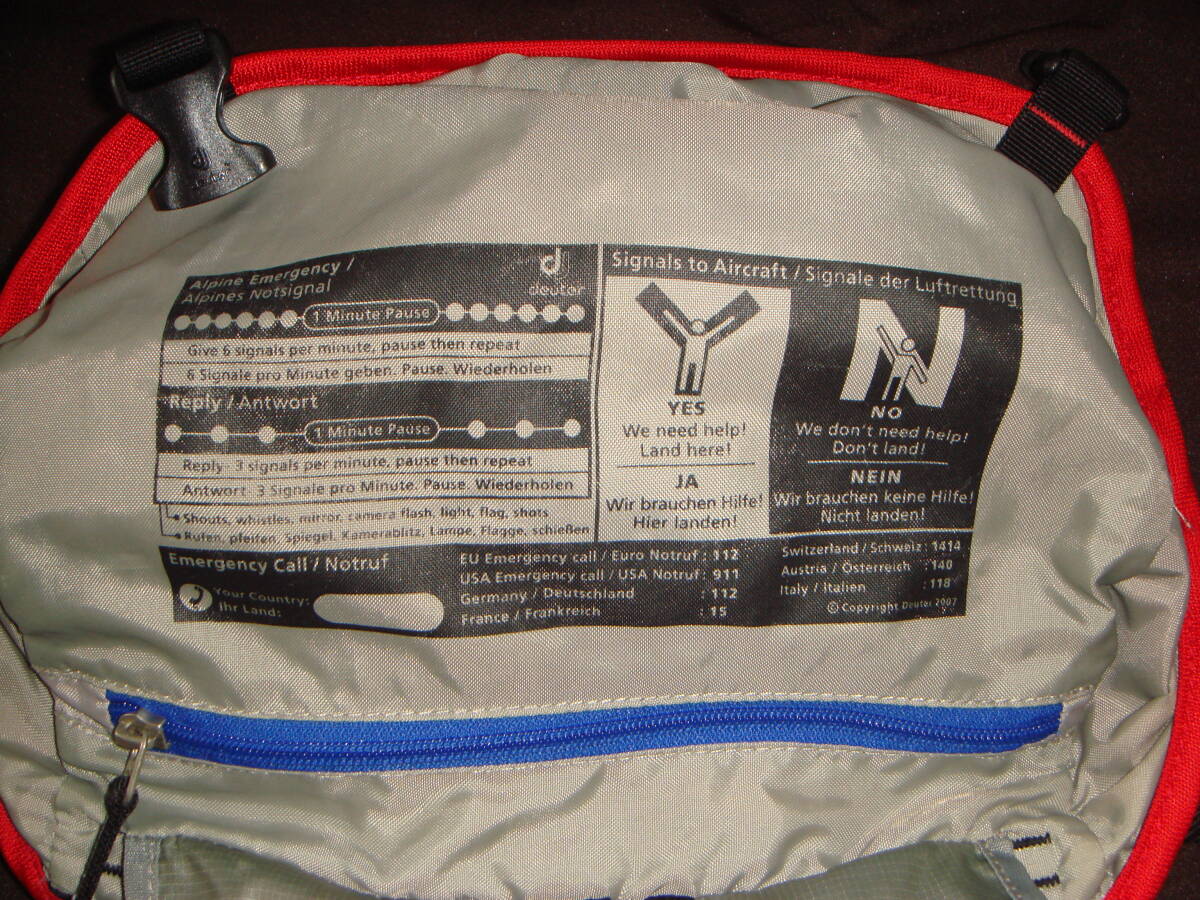 Alpine Emergency /
Alpines Notsignal
deuter
1 Minute Pause
Give 6 signals per minute, pause then repeat
6 Signale pro Minute geben. Pause. Wiederholen
Reply / Antwort
1 Minute Pause
Reply 3 signals per minute, pause then repeat
Antwort 3 Signale pro Minute. Pause. Wiederholen
Shouts, whistles, mirror, camera flash, light, flag, shots
Rufen, pfeifen, Spiegel, Kamerablitz, Lampe, Flagge, schießen
Signals to Aircraft / Signale der Luftrettung
Y
YES
We need help!
Land here!
JA
Wir brauchen Hilfe!
Hier landen!
N
NO
We don't need help!
Don't land!
NEIN
Wir brauchen keine Hilfe!
Nicht landen!
Emergency Call / Notruf
Your Country:
Ihr Land:
EU Emergency call / Euro Notruf : 112
USA Emergency call / USA Notruf : 911
Germany / Deutschland : 112
France / Frankreich : 15
Switzerland / Schweiz : 1414
Austria / Österreich : 140
Italy / Italien : 118
© Copyright Deuter 2007